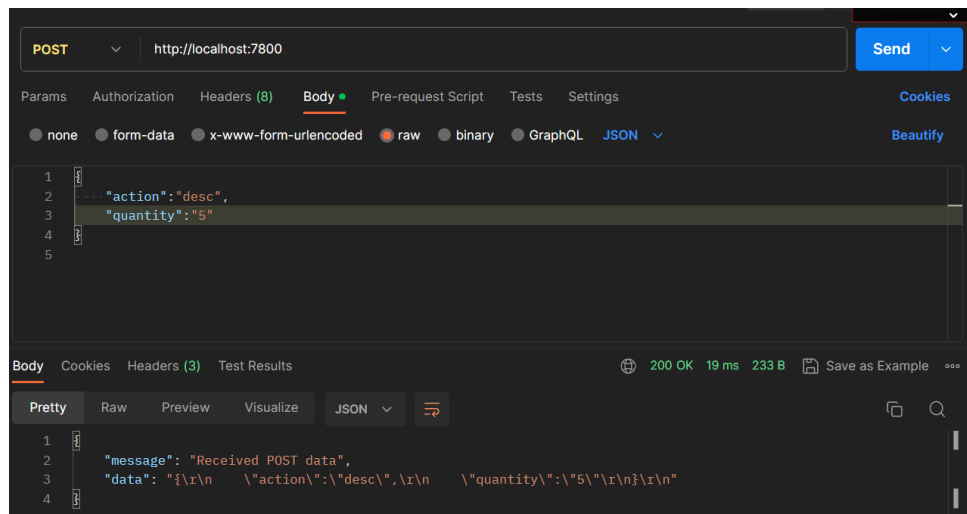 POST http://localhost:7800 Send
Params Authorization Headers (8) Body Pre-request Script Tests Settings Cookies
none form-data x-www-form-urlencoded raw binary GraphQL JSON Beautify
1 {
2 "action":"desc",
3 "quantity":"5"
4 }
5
Body Cookies Headers (3) Test Results 200 OK 19 ms 233 B Save as Example
Pretty Raw Preview Visualize JSON
1 {
2 "message": "Received POST data",
3 "data": "{\r\n    \"action\":\"desc\",\r\n    \"quantity\":\"5\"\r\n}\r\n"
4 }